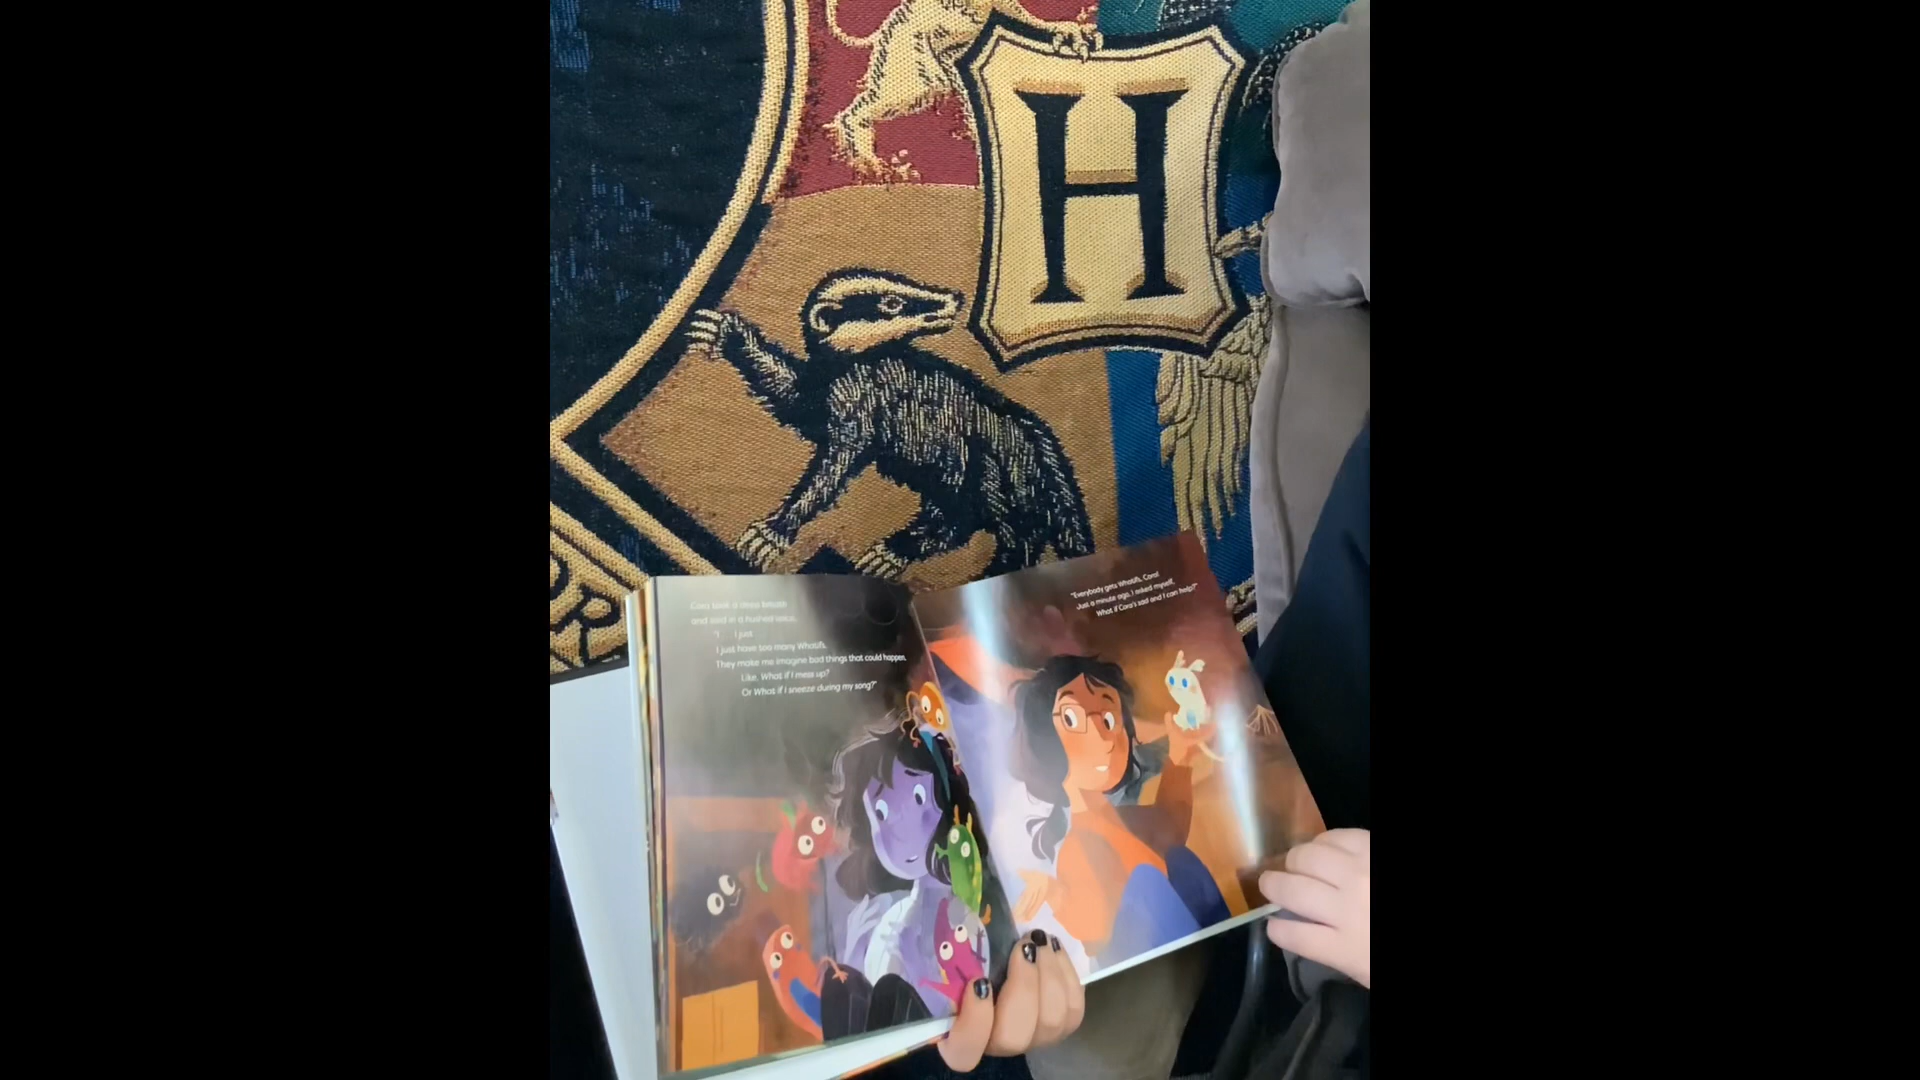 H
Cora took a deep breath
and said in a hushed voice,
"I . . . I just . . .
I just have too many Whatifs.
They make me imagine bad things that could happen.
Like, What if I mess up?
Or What if I sneeze during my song?"
"Everybody gets Whatifs, Cora!
Just a minute ago, I asked myself,
What if Cora's sad and I can help?"